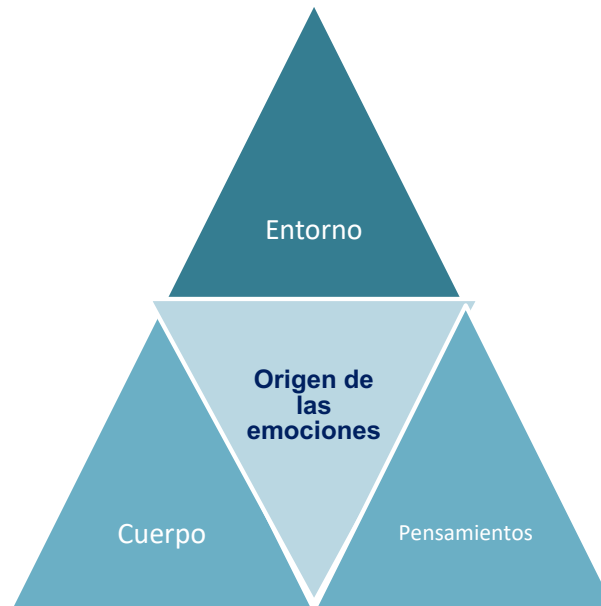 Entorno
Origen de
las
emociones
Cuerpo
Pensamientos